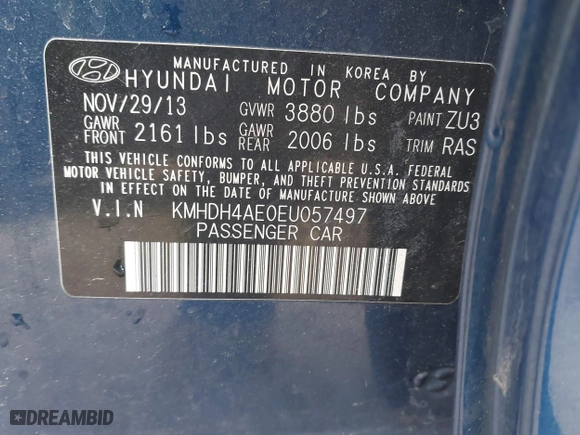 MANUFACTURED IN KOREA BY
HYUNDAI MOTOR COMPANY
NOV/29/13 GVWR 3880 lbs PAINT ZU3
GAWR FRONT 2161 lbs GAWR REAR 2006 lbs TRIM RAS
THIS VEHICLE CONFORMS TO ALL APPLICABLE U.S.A. FEDERAL
MOTOR VEHICLE SAFETY, BUMPER, AND THEFT PREVENTION STANDARDS
IN EFFECT ON THE DATE OF MANUFACTURE SHOWN ABOVE.
V.I.N KMHDH4AE0EU057497
PASSENGER CAR
DREAMBID